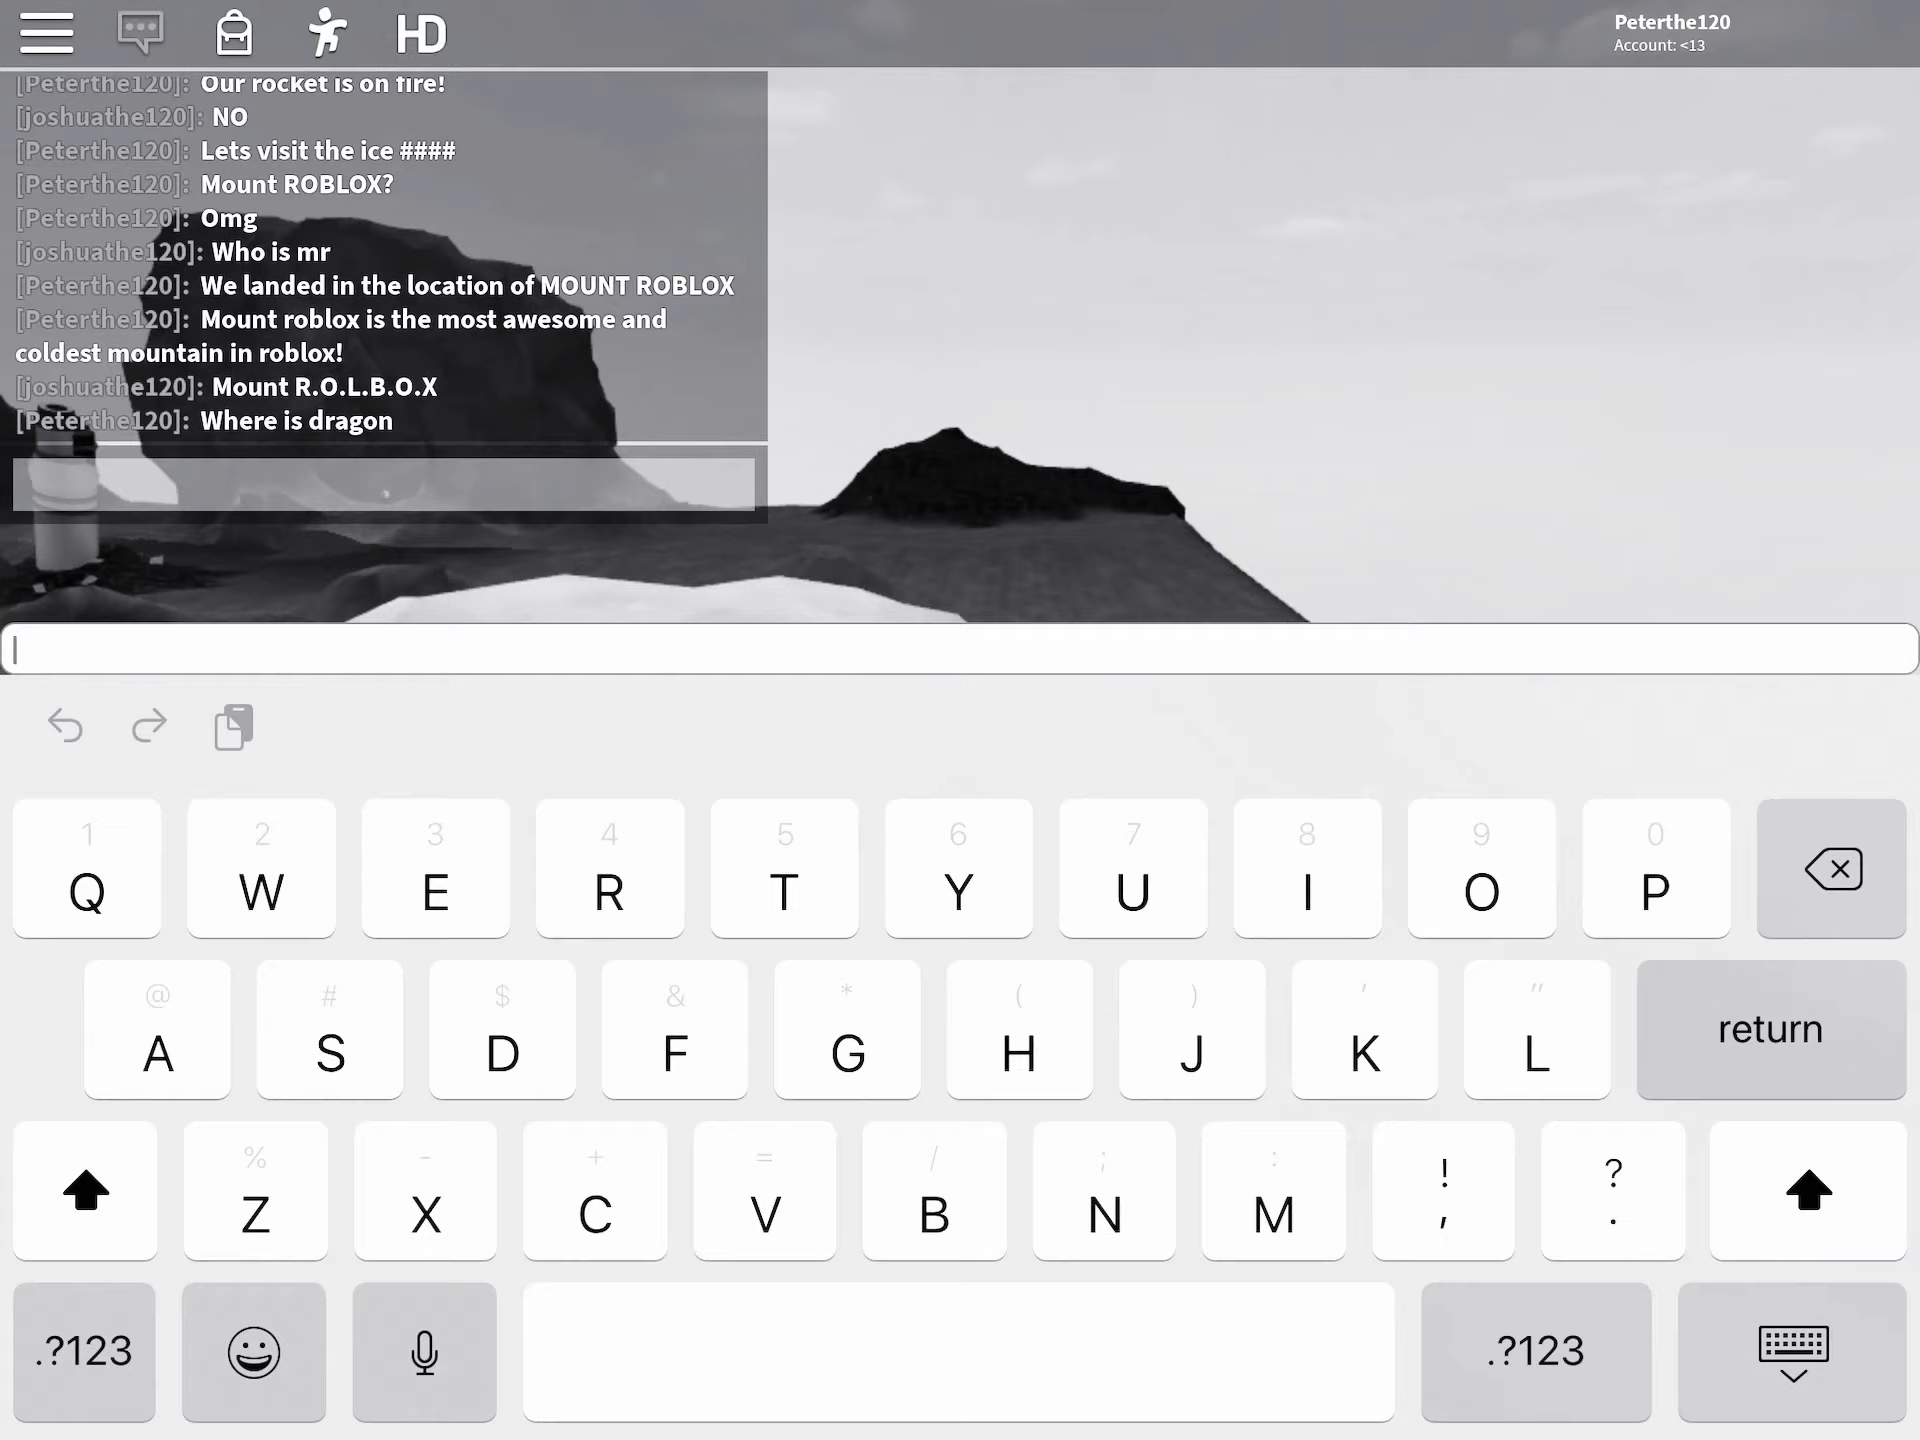 HD
Peterthe120
Account: <13
[Peterthe120]: Our rocket is on fire!
[joshuathe120]: NO
[Peterthe120]: Lets visit the ice ####
[Peterthe120]: Mount ROBLOX?
[Peterthe120]: Omg
[joshuathe120]: Who is mr
[Peterthe120]: We landed in the location of MOUNT ROBLOX
[Peterthe120]: Mount roblox is the most awesome and
coldest mountain in roblox!
[joshuathe120]: Mount R.O.L.B.O.X
[Peterthe120]: Where is dragon
1 2 3 4 5 6 7 8 9 0
Q W E R T Y U I O P
@ # $ & * ( ) ' "
A S D F G H J K L return
% - + = / ; : ! ?
Z X C V B N M , .
.?123 .?123